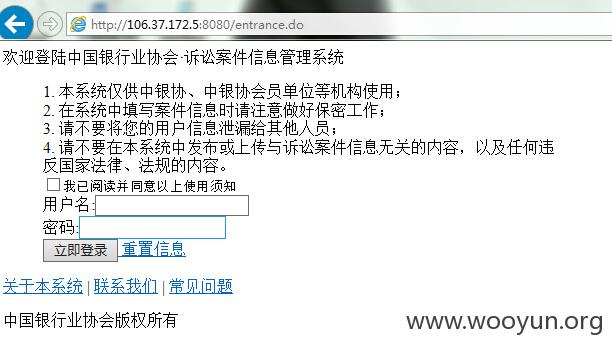 http://106.37.172.5:8080/entrance.do
欢迎登陆中国银行业协会·诉讼案件信息管理系统
1. 本系统仅供中银协、中银协会员单位等机构使用；
2. 在系统中填写案件信息时请注意做好保密工作；
3. 请不要将您的用户信息泄漏给其他人员；
4. 请不要在本系统中发布或上传与诉讼案件信息无关的内容，以及任何违
反国家法律、法规的内容。
我已阅读并同意以上使用须知
用户名:
密码:
立即登录 重置信息
关于本系统 | 联系我们 | 常见问题
中国银行业协会版权所有
www.wooyun.org